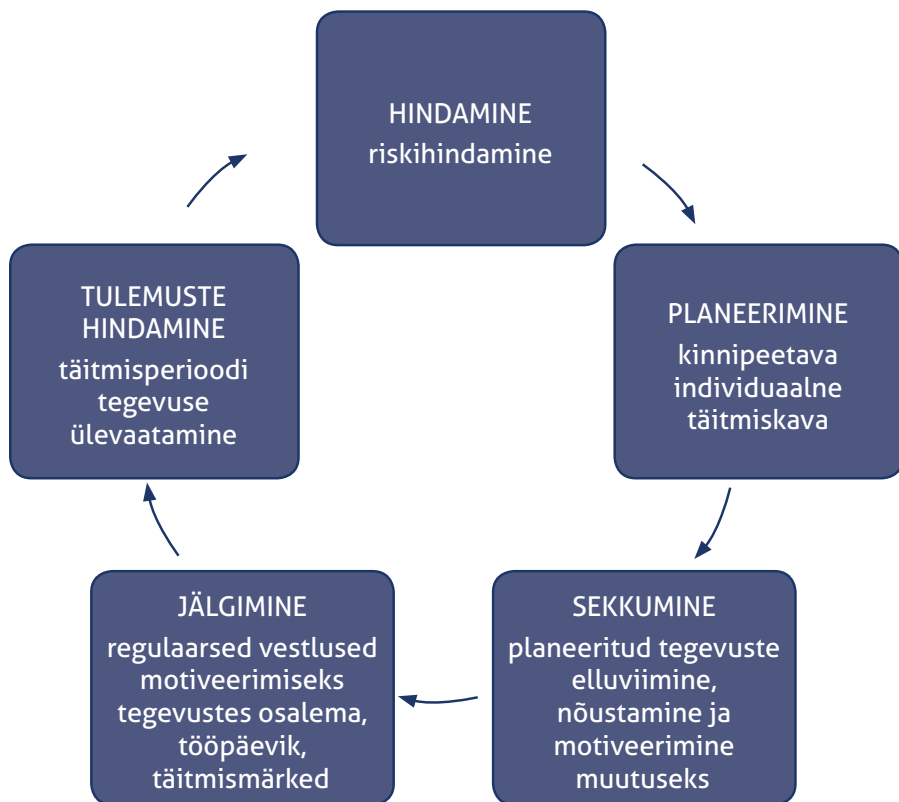 HINDAMINE
riskihindamine
PLANEERIMINE
kinnipeetava
individuaalne
täitmiskava
SEKKUMINE
planeeritud tegevuste
elluviimine,
nõustamine ja
motiveerimine
muutuseks
JÄLGIMINE
regulaarsed vestlused
motiveerimiseks
tegevustes osalema,
tööpäevik,
täitmismärked
TULEMUSTE
HINDAMINE
täitmisperioodi
tegevuse
ülevaatamine